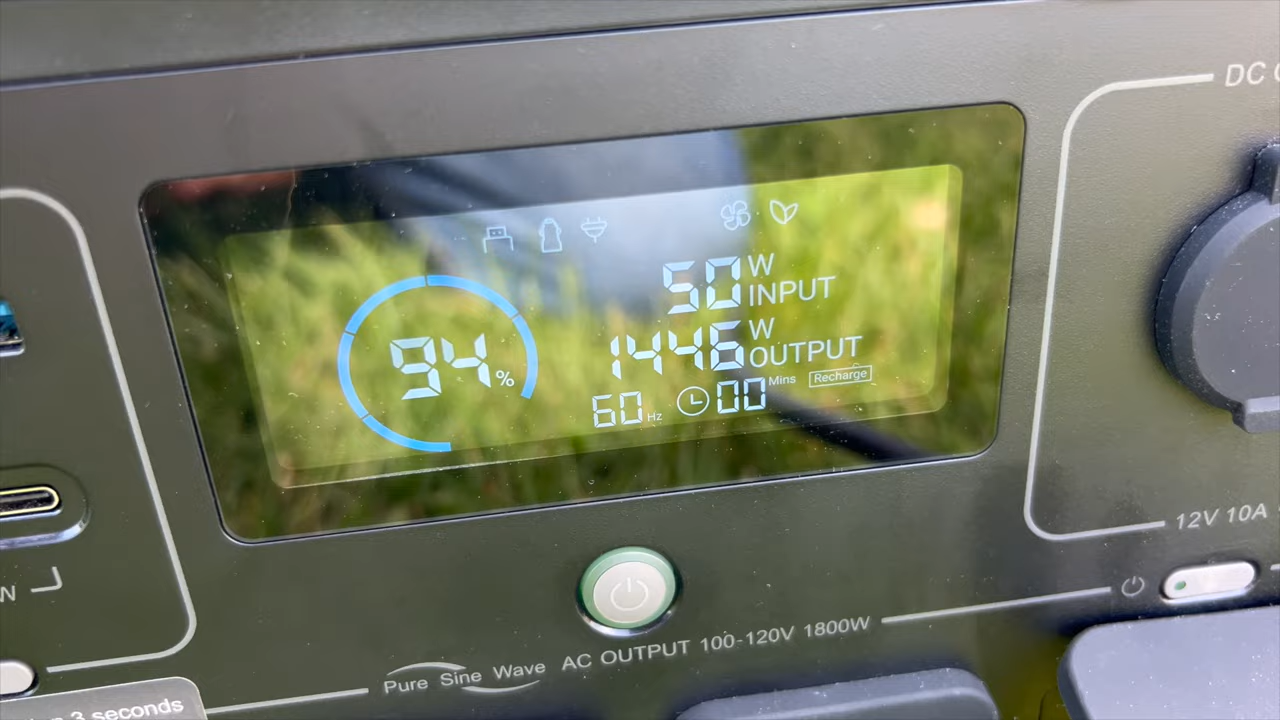 DC
94%
50 W INPUT
1446 W OUTPUT
60 Hz 00 Mins Recharge
12V 10A
N
Pure Sine Wave AC OUTPUT 100-120V 1800W
3 seconds